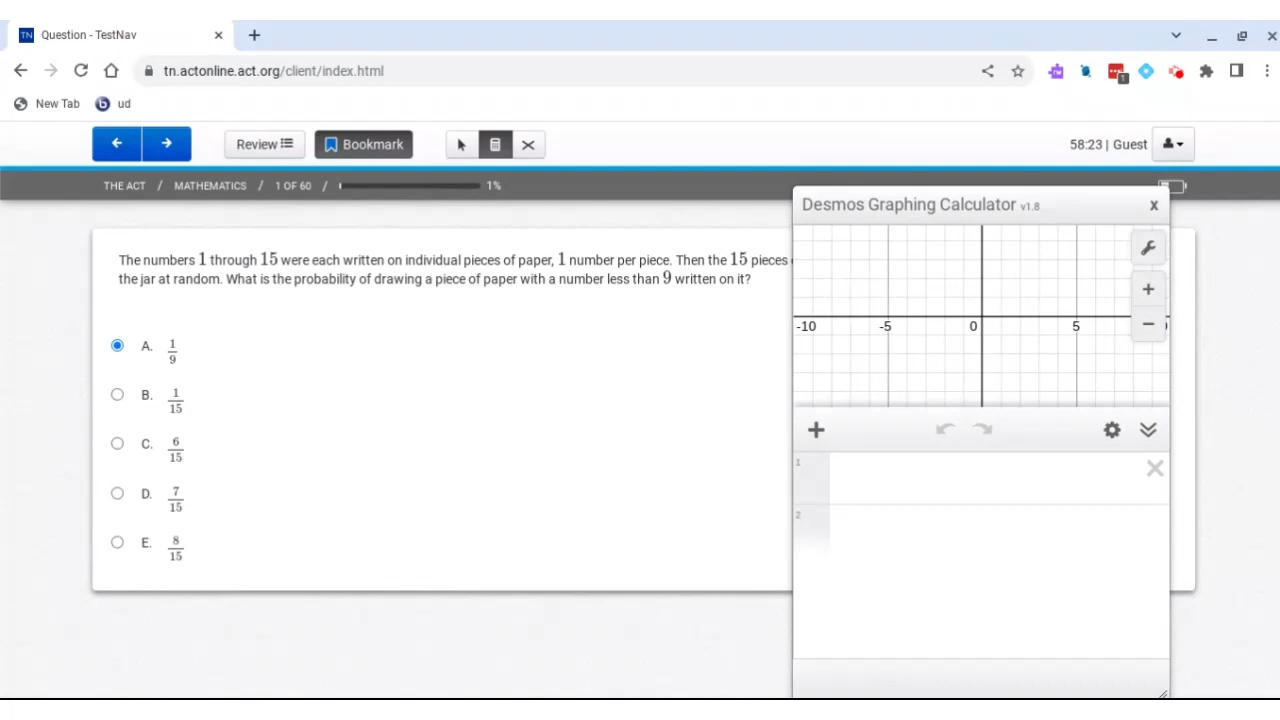 TN Question - TestNav
tn.actonline.act.org/client/index.html
1
New Tab ud
Review Bookmark 58:23 | Guest
THE ACT / MATHEMATICS / 1 OF 60 / 1%
Desmos Graphing Calculator v1.8 x
The numbers 1 through 15 were each written on individual pieces of paper, 1 number per piece. Then the 15 pieces
the jar at random. What is the probability of drawing a piece of paper with a number less than 9 written on it?
-10 -5 0 5
A. 1/9
B. 1/15
C. 6/15
D. 7/15
E. 8/15
1
2